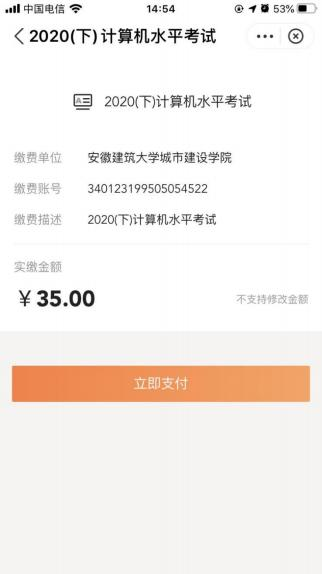 中国电信 14:54 53%
2020(下)计算机水平考试
2020(下)计算机水平考试
缴费单位 安徽建筑大学城市建设学院
缴费账号 340123199505054522
缴费描述 2020(下)计算机水平考试
实缴金额
￥35.00 不支持修改金额
立即支付